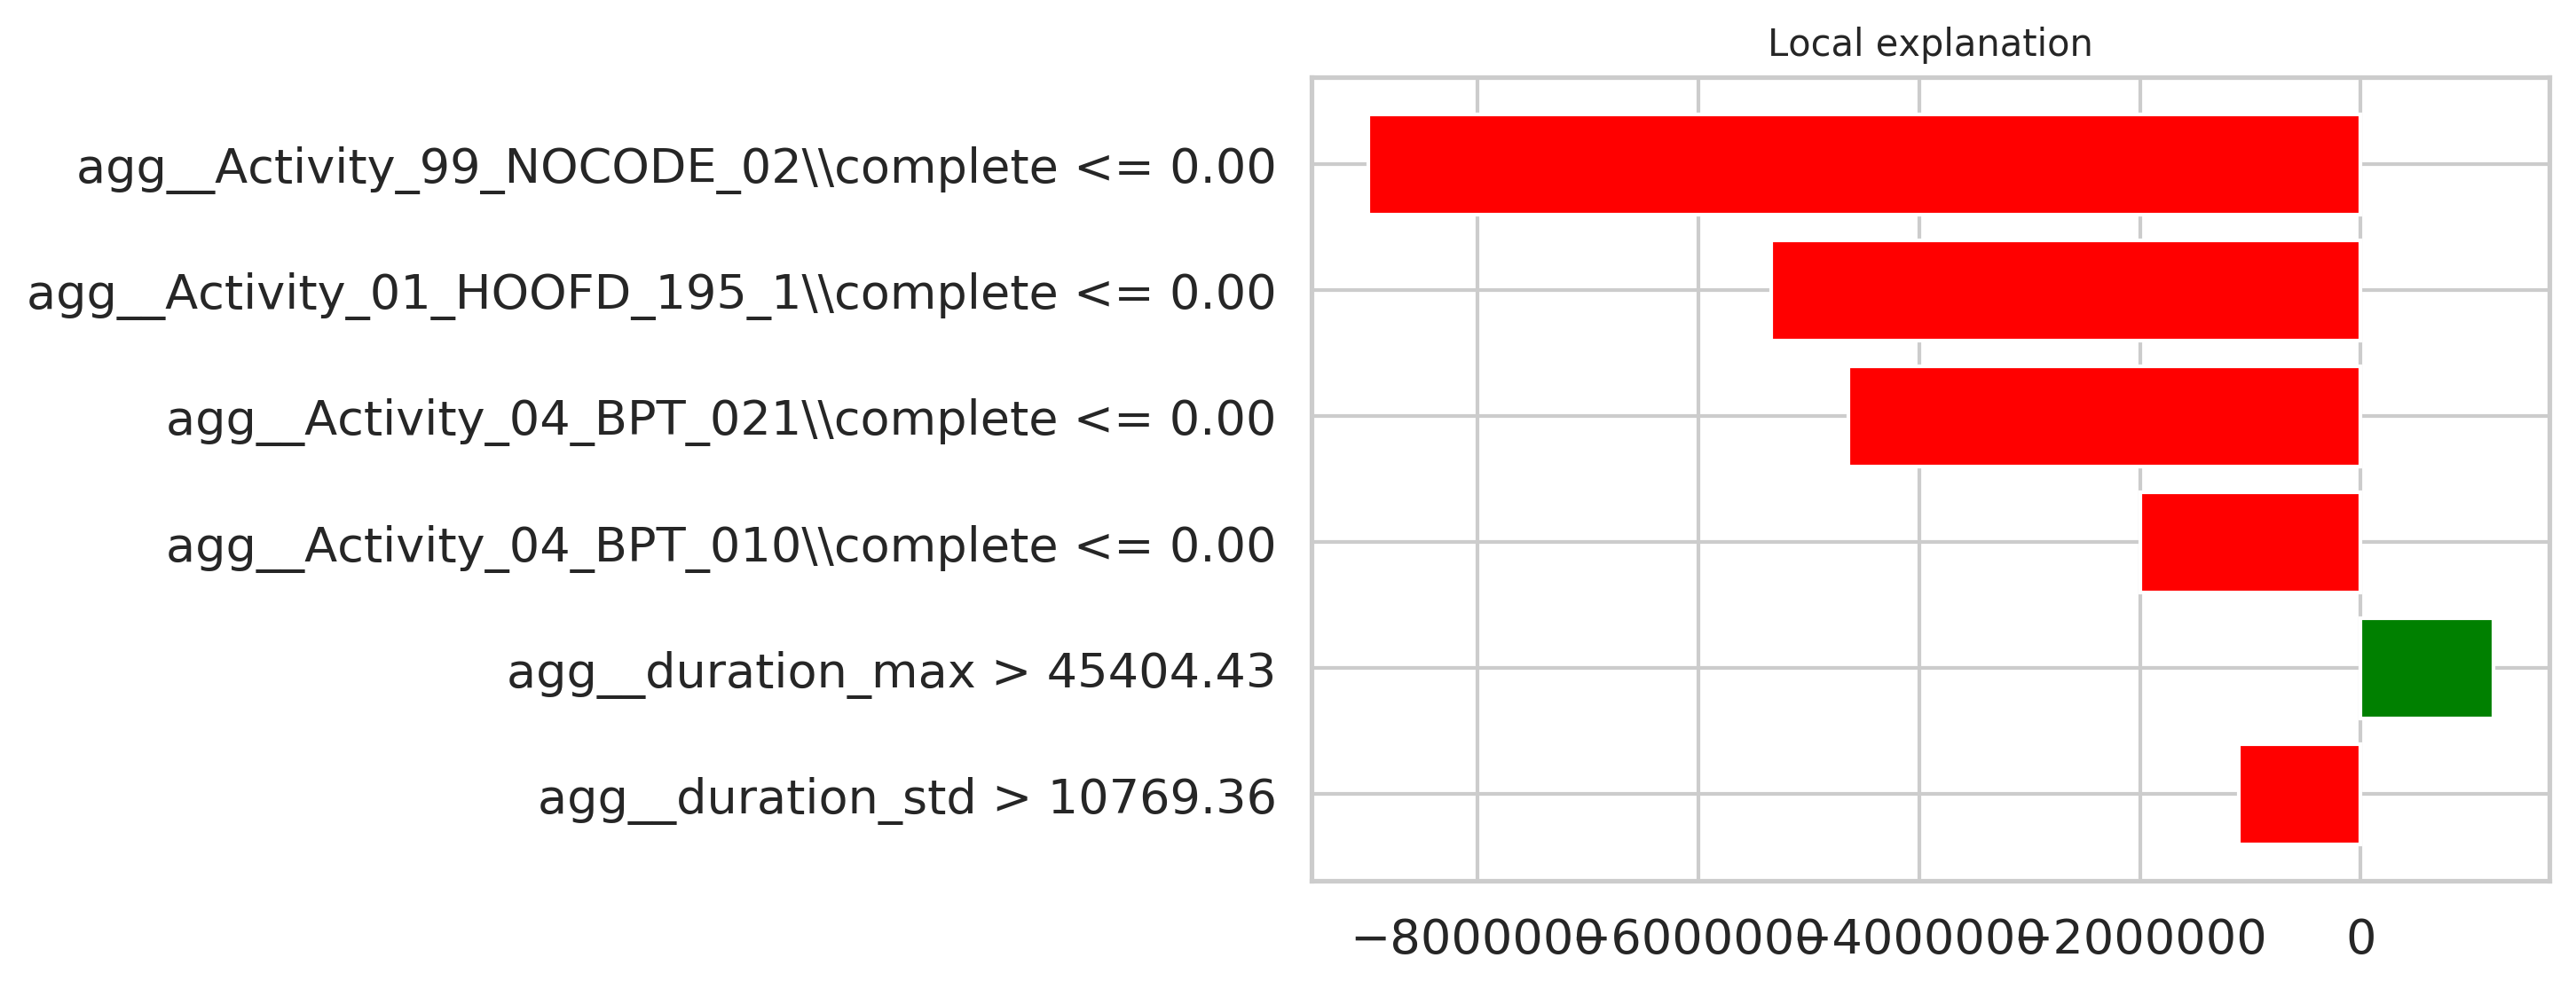 Local explanation
agg__Activity_99_NOCODE_02\\complete <= 0.00
agg__Activity_01_HOOFD_195_1\\complete <= 0.00
agg__Activity_04_BPT_021\\complete <= 0.00
agg__Activity_04_BPT_010\\complete <= 0.00
agg__duration_max > 45404.43
agg__duration_std > 10769.36
−8000000 −6000000 −4000000 −2000000 0